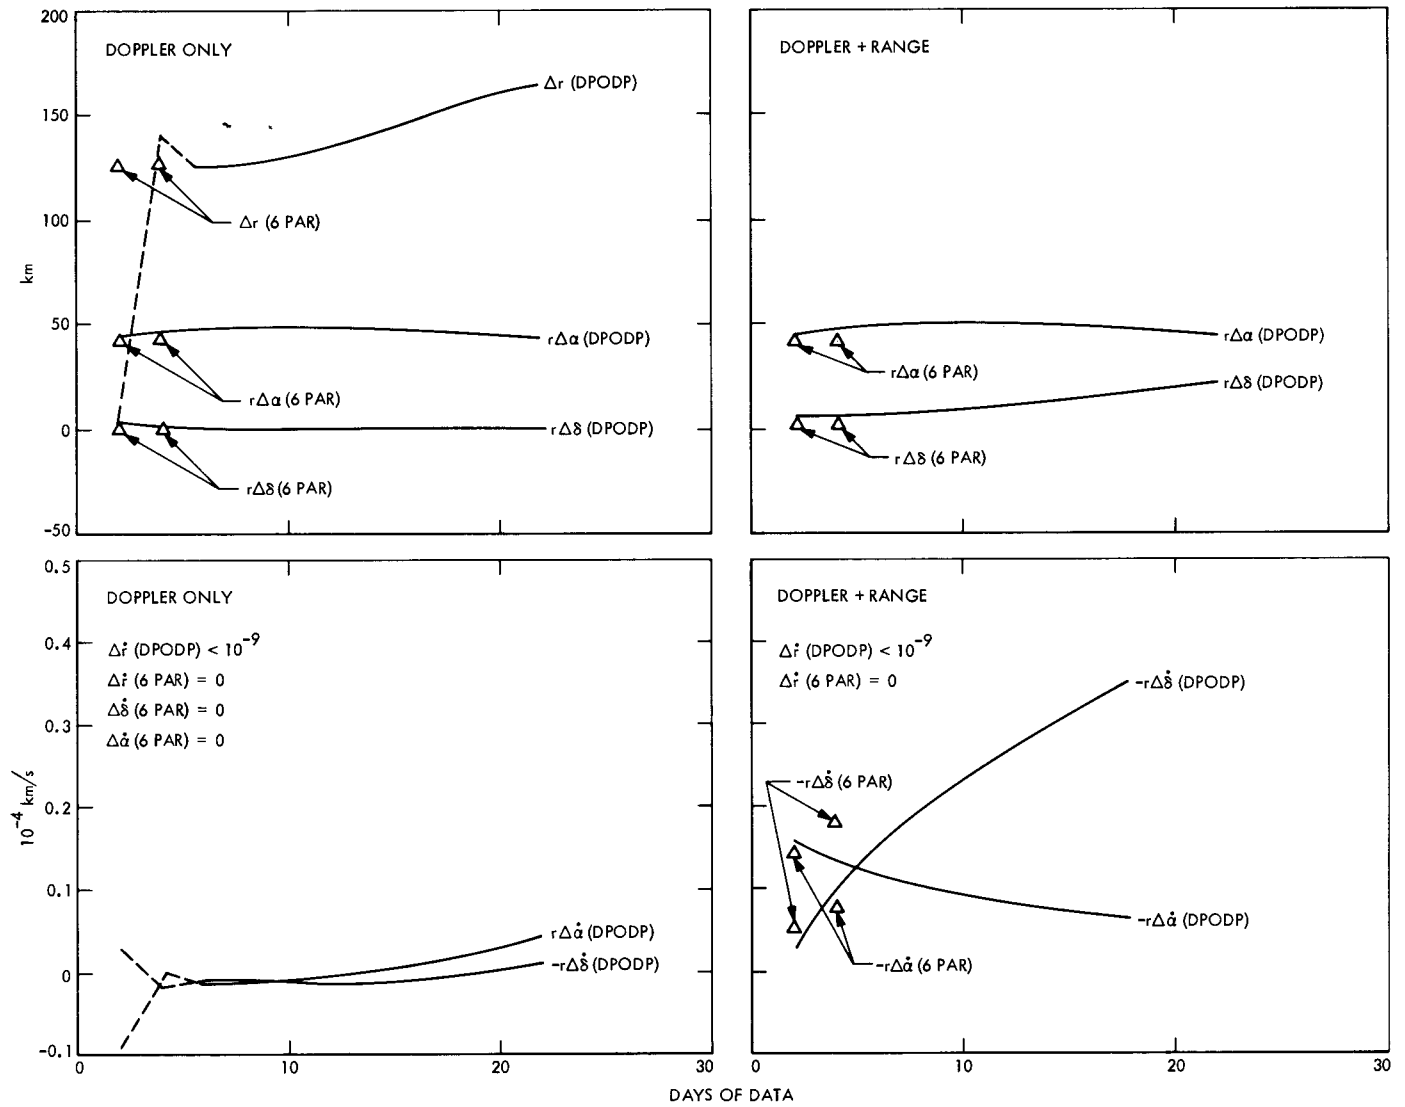 200
150
100
50
0
-50
km
DOPPLER ONLY
Δr (DPODP)
Δr (6 PAR)
rΔα (DPODP)
rΔα (6 PAR)
rΔδ (DPODP)
rΔδ (6 PAR)
DOPPLER + RANGE
rΔα (DPODP)
rΔα (6 PAR)
rΔδ (DPODP)
rΔδ (6 PAR)
0.5
0.4
0.3
0.2
0.1
0
-0.1
10⁻⁴ km/s
DOPPLER ONLY
Δṙ (DPODP) < 10⁻⁹
Δṙ (6 PAR) = 0
Δδ̇ (6 PAR) = 0
Δα̇ (6 PAR) = 0
rΔα̇ (DPODP)
-rΔδ̇ (DPODP)
0 10 20 30
DOPPLER + RANGE
Δṙ (DPODP) < 10⁻⁹
Δṙ (6 PAR) = 0
-rΔδ̇ (DPODP)
-rΔδ̇ (6 PAR)
-rΔα̇ (DPODP)
-rΔα̇ (6 PAR)
0 10 20 30
DAYS OF DATA